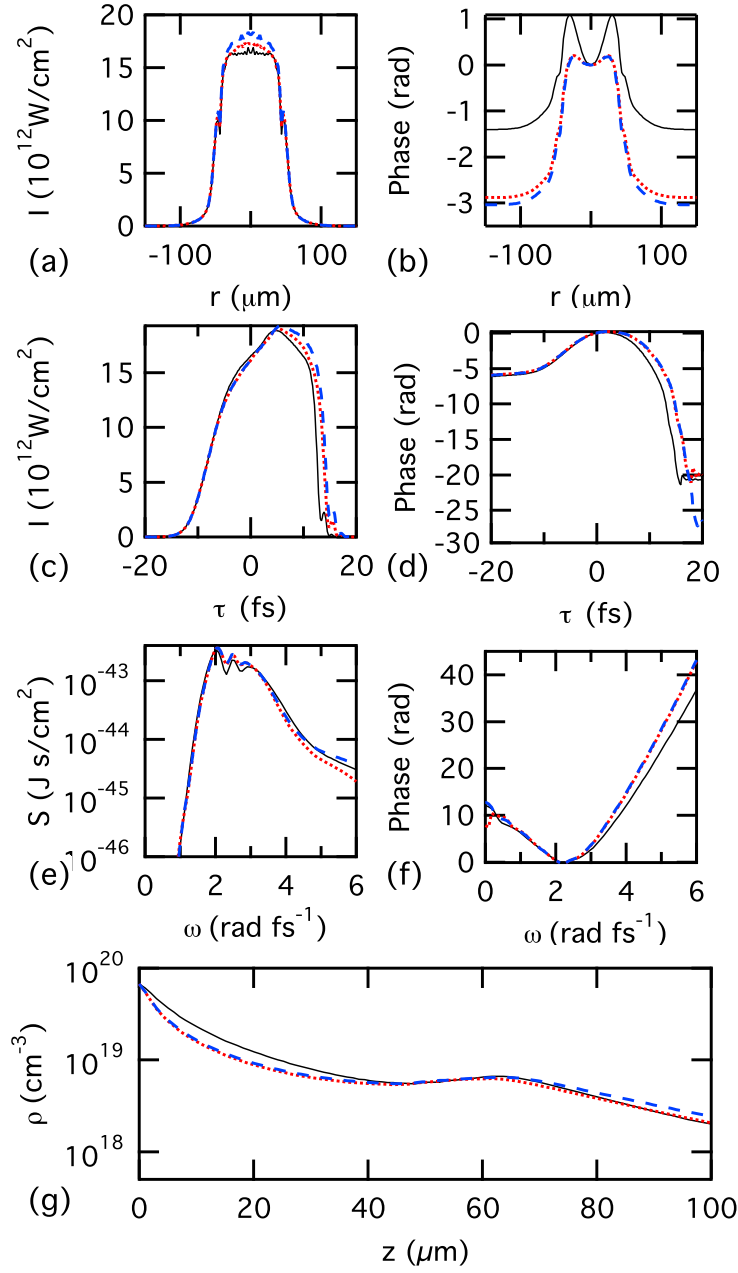 20
15
10
5
0
I (10¹²W/cm²)
-100
0
100
(a)
r (μm)
1
0
-1
-2
-3
Phase (rad)
-100
0
100
(b)
r (μm)
15
10
5
0
I (10¹²W/cm²)
-20
-10
0
10
20
(c)
τ (fs)
0
-5
-10
-15
-20
-25
-30
Phase (rad)
-20
0
20
(d)
τ (fs)
10⁻⁴³
10⁻⁴⁴
10⁻⁴⁵
10⁻⁴⁶
S (J s/cm²)
0
2
4
6
(e)
ω (rad fs⁻¹)
40
30
20
10
0
Phase (rad)
0
2
4
6
(f)
ω (rad fs⁻¹)
10²⁰
10¹⁹
10¹⁸
ρ (cm⁻³)
0
20
40
60
80
100
(g)
z (μm)